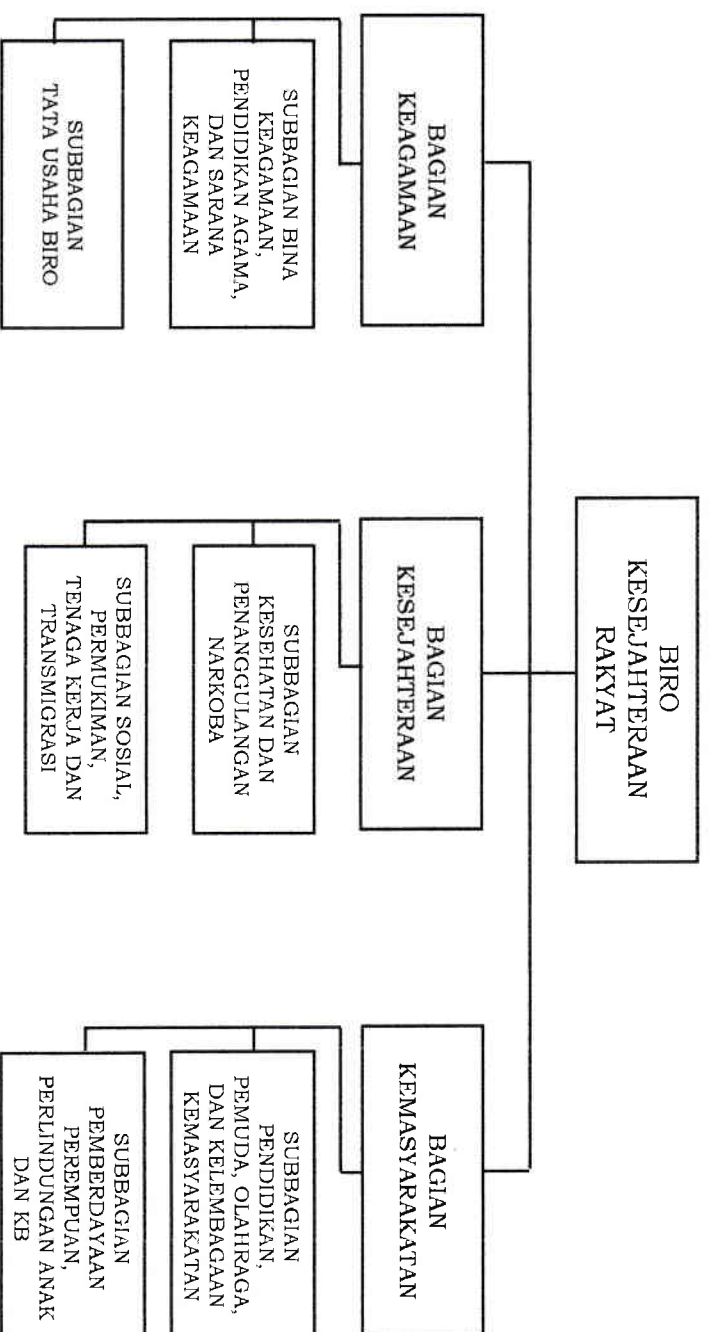 BIRO
KESEJAHTERAAN
RAKYAT
BAGIAN
KEAGAMAAN
BAGIAN
KESEJAHTERAAN
BAGIAN
KEMASYARAKATAN
SUBBAGIAN BINA
KEAGAMAAN,
PENDIDIKAN AGAMA,
DAN SARANA
KEAGAMAAN
SUBBAGIAN
KESEHATAN DAN
PENANGGULANGAN
NARKOBA
SUBBAGIAN
PENDIDIKAN,
PEMUDA, OLAHRAGA,
DAN KELEMBAGAAN
KEMASYARAKATAN
SUBBAGIAN
TATA USAHA BIRO
SUBBAGIAN SOSIAL,
PERMUKIMAN,
TENAGA KERJA DAN
TRANSMIGRASI
SUBBAGIAN
PEMBERDAYAAN
PEREMPUAN,
PERLINDUNGAN ANAK
DAN KB